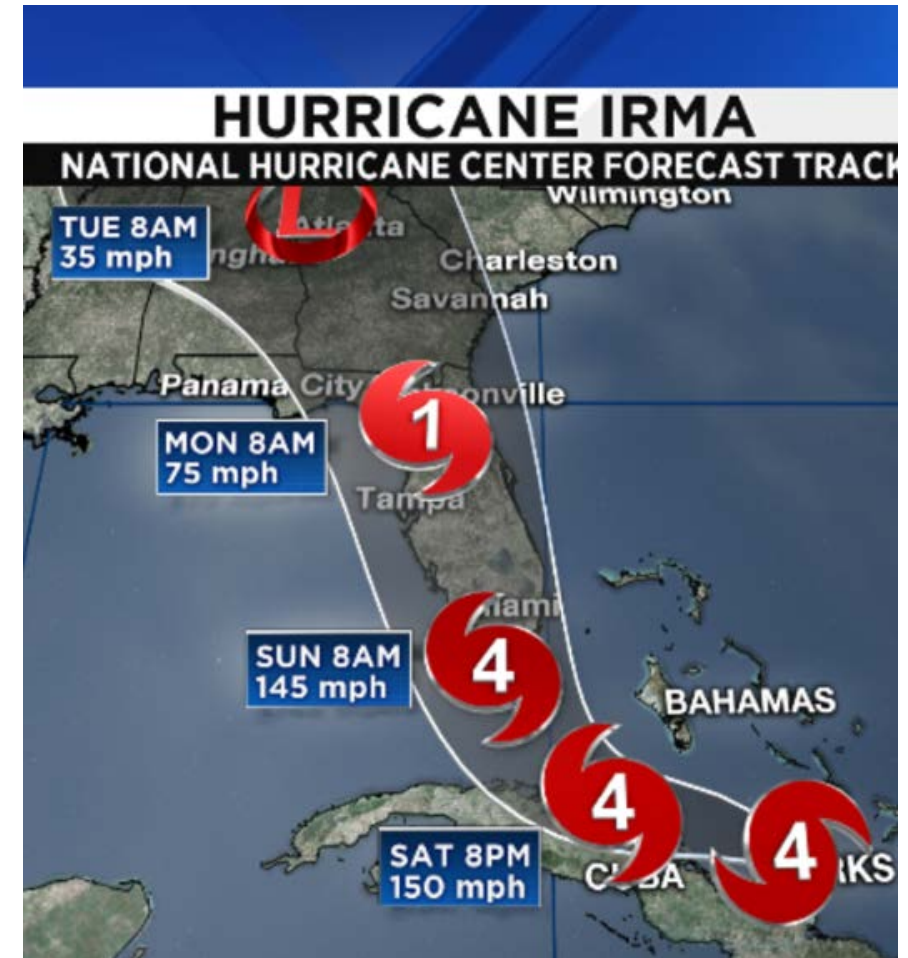 HURRICANE IRMA
NATIONAL HURRICANE CENTER FORECAST TRACK
Wilmington
TUE 8AM
35 mph
L
Atlanta
Charleston
Savannah
Panama City
1
MON 8AM
75 mph
Tampa
SUN 8AM
145 mph
4
BAHAMAS
4
SAT 8PM
150 mph
4